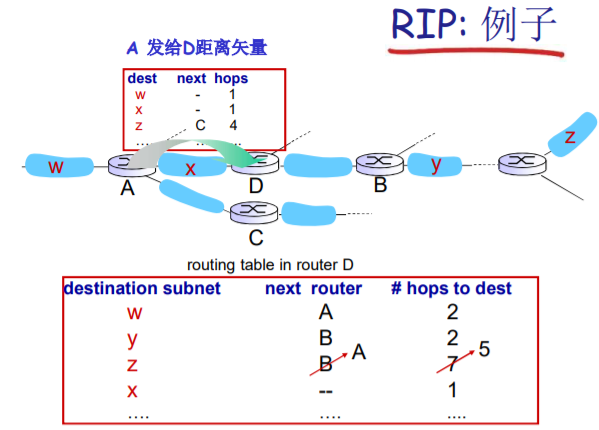 RIP: 例子
A 发给D距离矢量
dest next hops
w - 1
x - 1
z C 4
.... ... ...
w
A
x
D
B
y
z
C
routing table in router D
destination subnet next router # hops to dest
w A 2
y B 2
z B A 7 5
x -- 1
.... .... ....